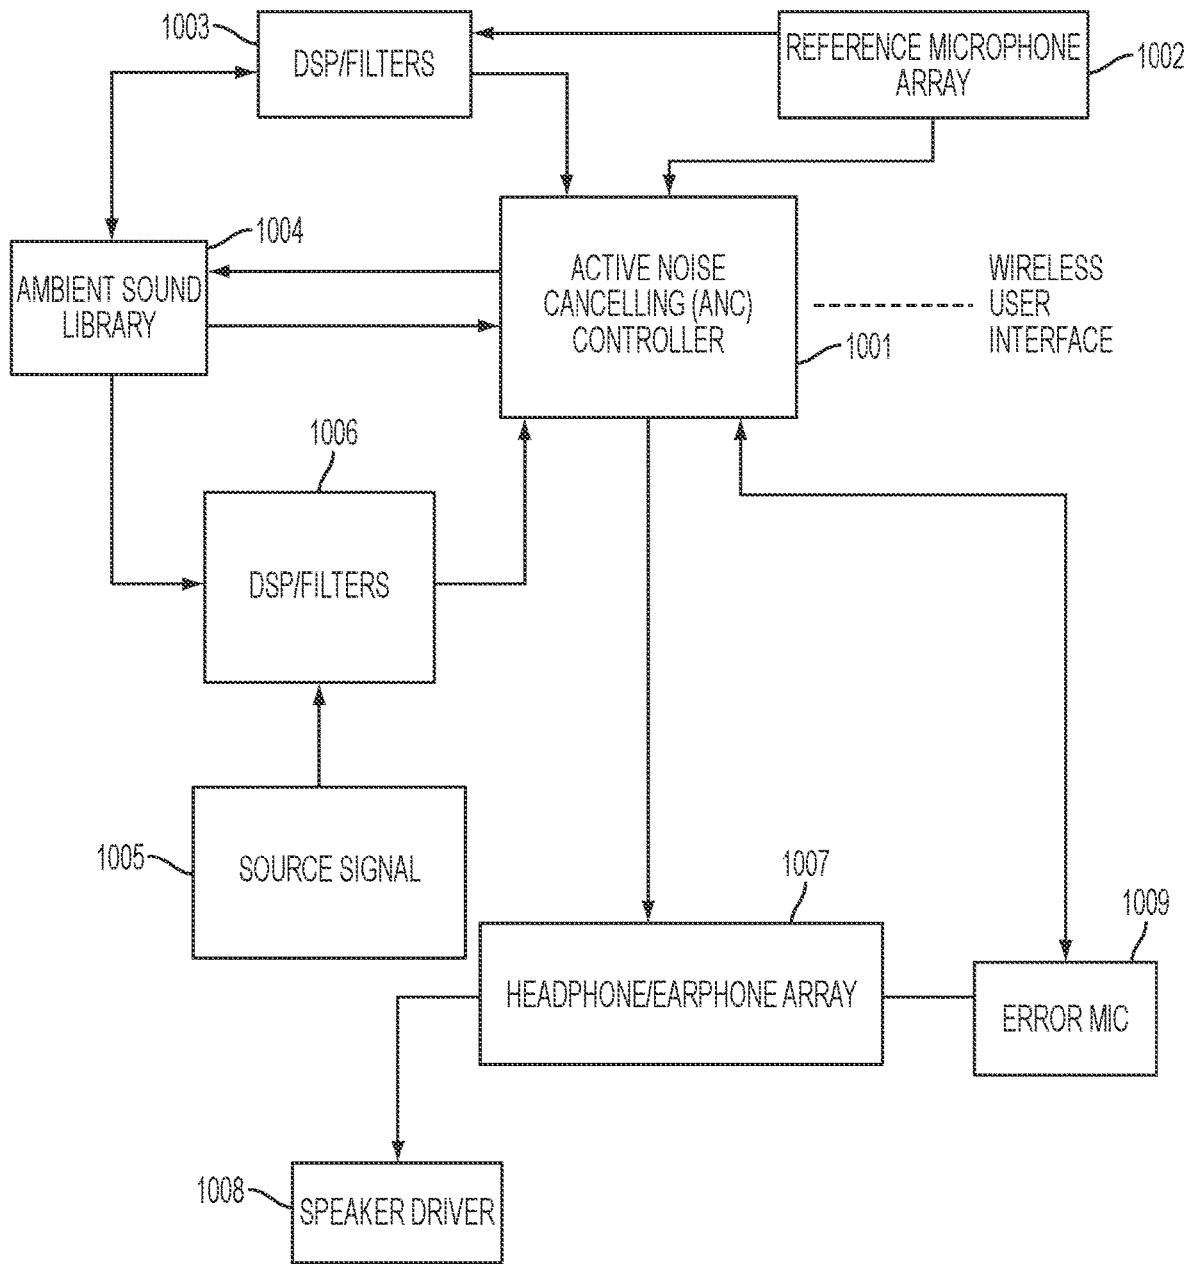 1003
DSP/FILTERS
REFERENCE MICROPHONE
ARRAY
1002
1004
AMBIENT SOUND
LIBRARY
ACTIVE NOISE
CANCELLING (ANC)
CONTROLLER
1001
WIRELESS
USER
INTERFACE
1006
DSP/FILTERS
1005
SOURCE SIGNAL
1007
HEADPHONE/EARPHONE ARRAY
1009
ERROR MIC
1008
SPEAKER DRIVER